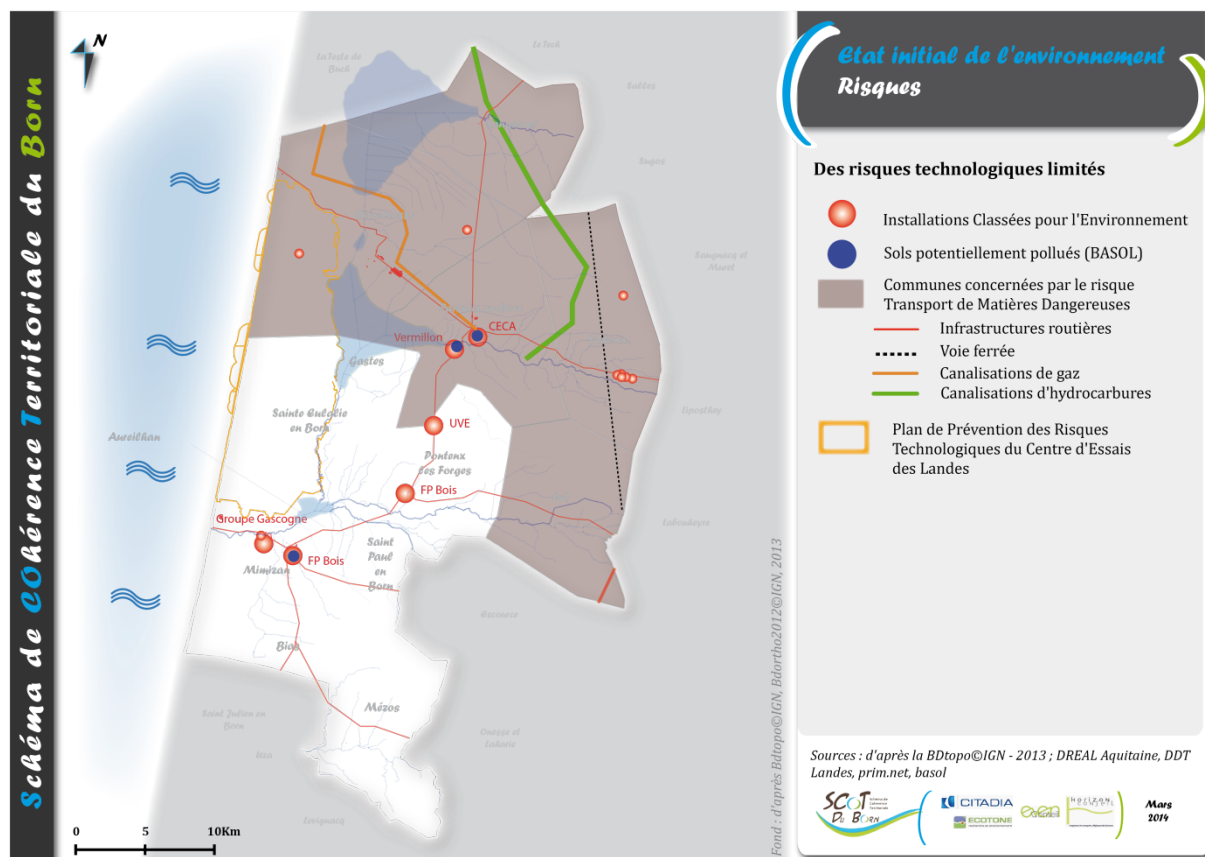 Schéma de COhérence Territoriale du Born
N
Etat initial de l'environnement
Risques
Des risques technologiques limités
Installations Classées pour l'Environnement
Sols potentiellement pollués (BASOL)
Communes concernées par le risque
Transport de Matières Dangereuses
Infrastructures routières
Voie ferrée
Canalisations de gaz
Canalisations d'hydrocarbures
Plan de Prévention des Risques
Technologiques du Centre d'Essais
des Landes
La Teste de
Buch
Le Teich
Salles
CECA
Vermillon
Gastes
Sainte Eulalie
en Born
Aureilhan
UVE
Pontenx
les Forges
FP Bois
Groupe Gascogne
Mimizan
FP Bois
Saint
Paul
en
Born
Labouheyre
Escource
Bias
Mézos
Saint Julien en
Born
Onesse et
Laharie
Lévignacq
0 5 10Km
Fond : d'après Bdtopo©IGN, Bdortho2012©IGN, 2013
Sources : d'après la BDtopo©IGN - 2013 ; DREAL Aquitaine, DDT
Landes, prim.net, basol
SCOT
DU BORN
CITADIA
ECOTONE
even
Conseil
horizon
CONSEIL
Mars
2014